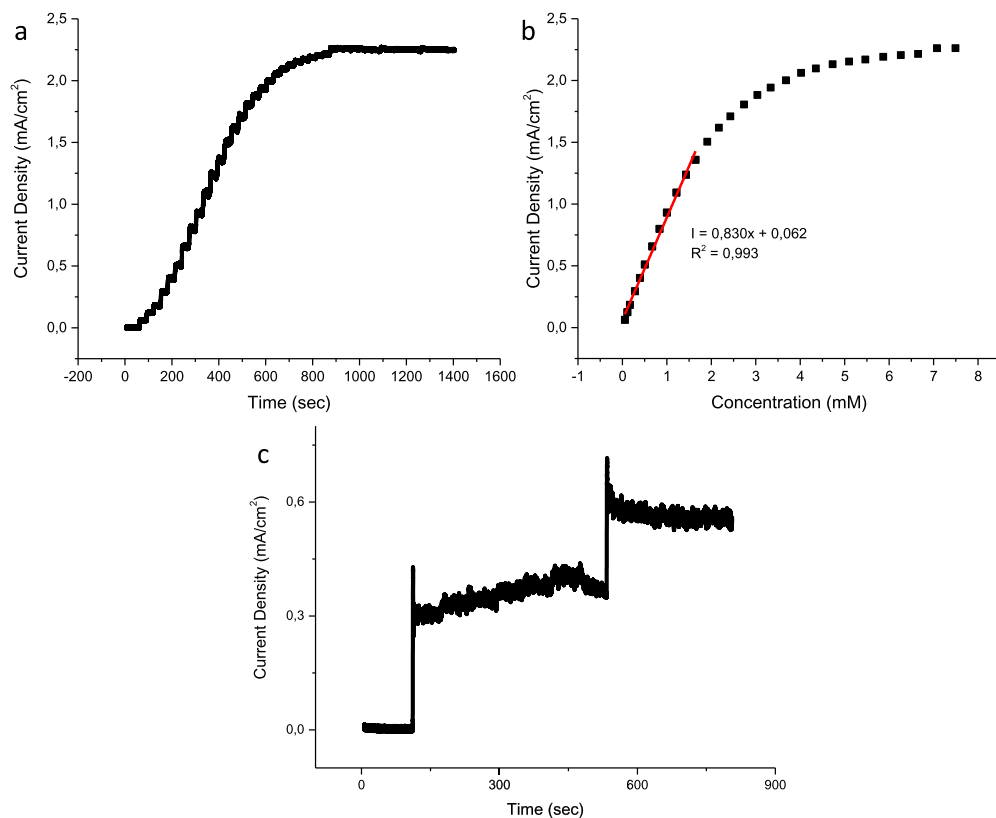 a
2,5
2,0
1,5
1,0
0,5
0,0
Current Density (mA/cm²)
-200 0 200 400 600 800 1000 1200 1400 1600
Time (sec)
b
2,5
2,0
1,5
1,0
0,5
0,0
Current Density (mA/cm²)
I = 0,830x + 0,062
R² = 0,993
-1 0 1 2 3 4 5 6 7 8
Concentration (mM)
c
0,6
0,3
0,0
Current Density (mA/cm²)
0 300 600 900
Time (sec)